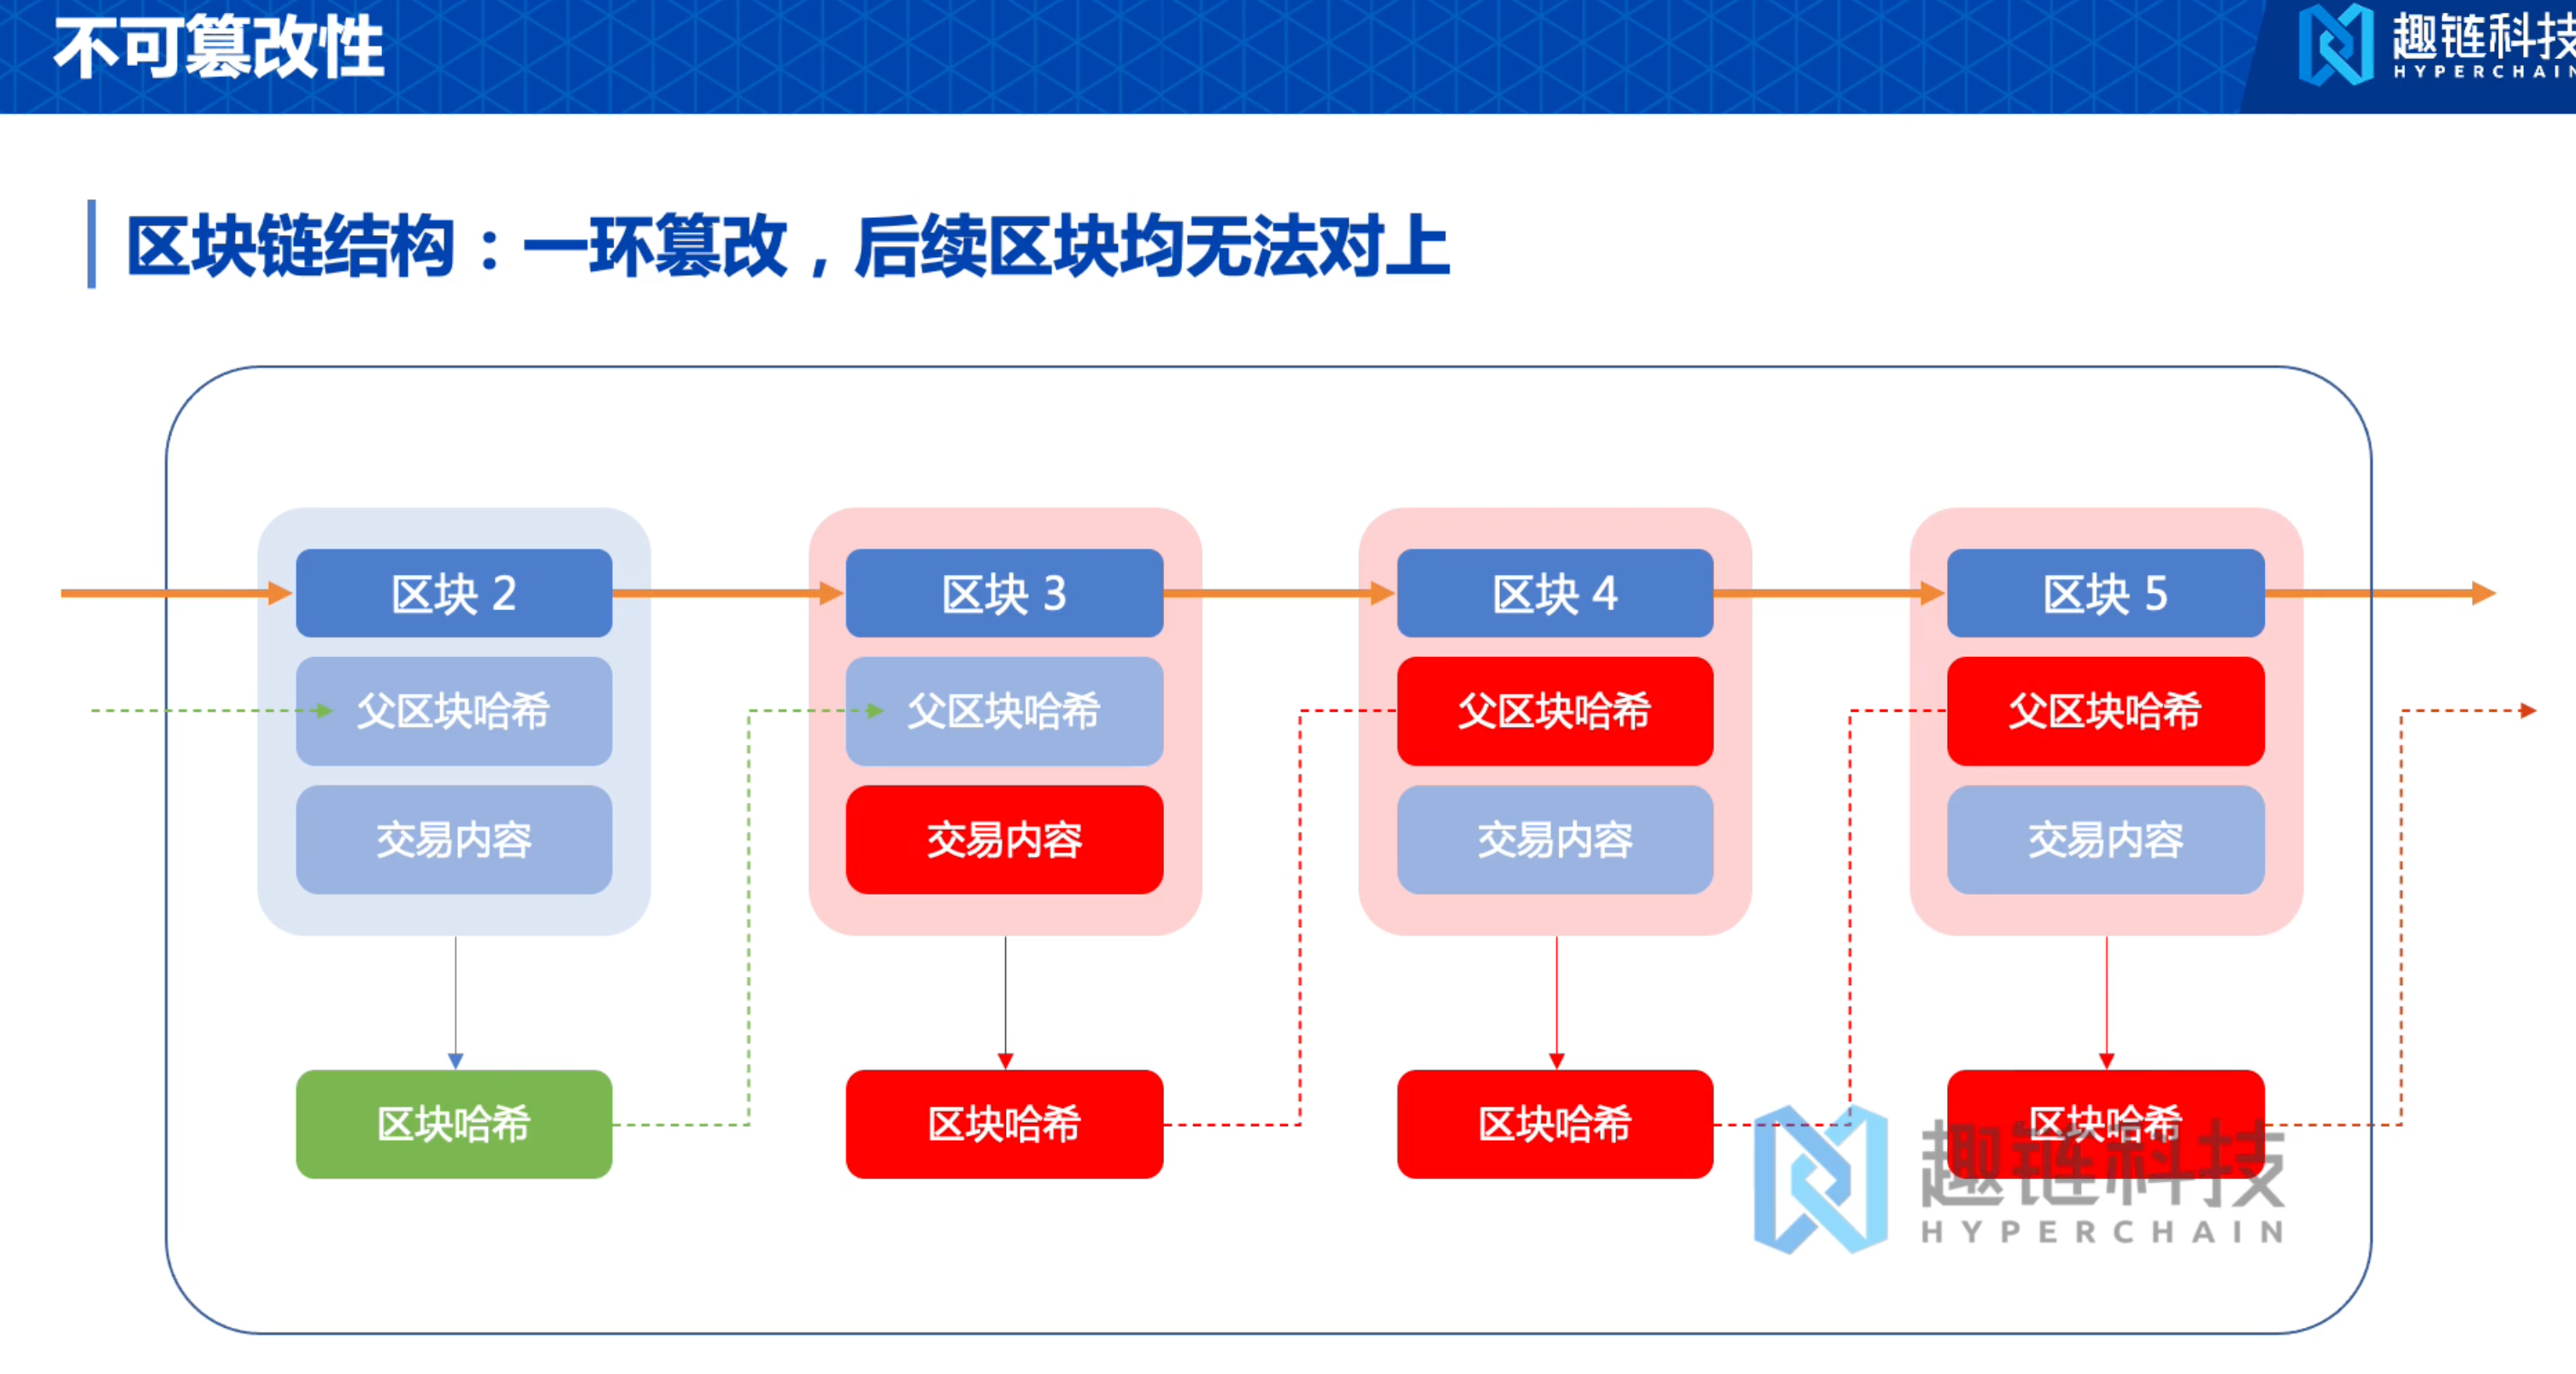 不可篡改性
趣链科技
HYPERCHAIN
区块链结构：一环篡改，后续区块均无法对上
区块 2
区块 3
区块 4
区块 5
父区块哈希
父区块哈希
父区块哈希
父区块哈希
交易内容
交易内容
交易内容
交易内容
区块哈希
区块哈希
区块哈希
区块哈希
趣链科技
HYPERCHAIN